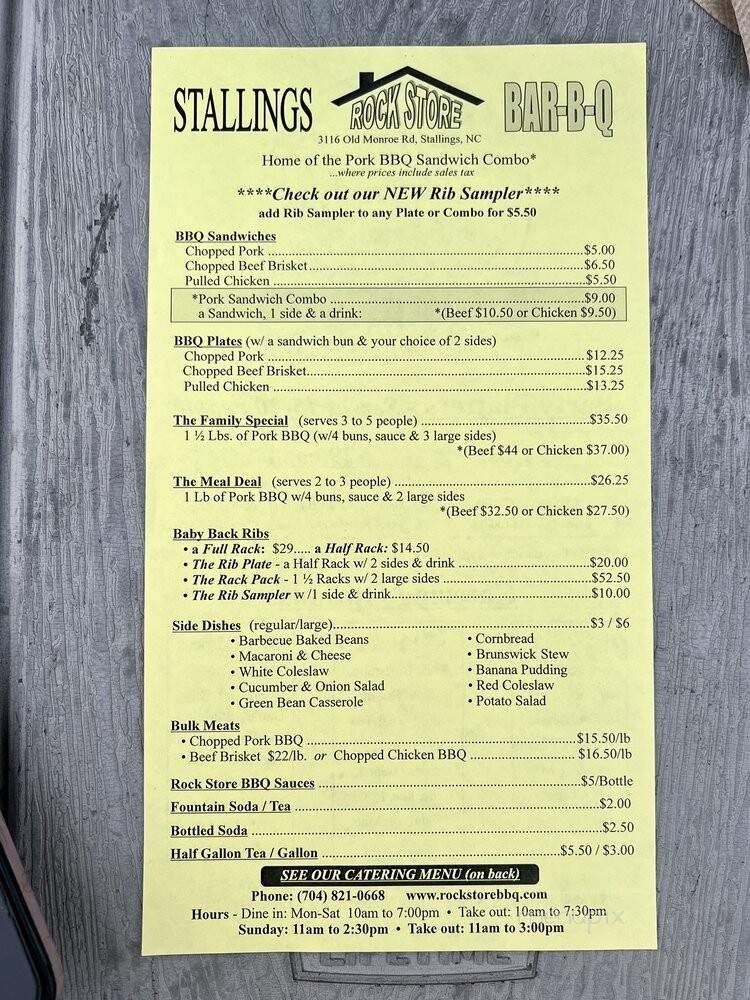 STALLINGS ROCK STORE BAR-B-Q
3116 Old Monroe Rd, Stallings, NC
Home of the Pork BBQ Sandwich Combo*
...where prices include sales tax
****Check out our NEW Rib Sampler****
add Rib Sampler to any Plate or Combo for $5.50
BBQ Sandwiches
Chopped Pork ..... $5.00
Chopped Beef Brisket..... $6.50
Pulled Chicken ..... $5.50
*Pork Sandwich Combo ..... $9.00
a Sandwich, 1 side & a drink: *(Beef $10.50 or Chicken $9.50)
BBQ Plates (w/ a sandwich bun & your choice of 2 sides)
Chopped Pork ..... $12.25
Chopped Beef Brisket..... $15.25
Pulled Chicken ..... $13.25
The Family Special (serves 3 to 5 people) ..... $35.50
1 ½ Lbs. of Pork BBQ (w/4 buns, sauce & 3 large sides)
*(Beef $44 or Chicken $37.00)
The Meal Deal (serves 2 to 3 people) ..... $26.25
1 Lb of Pork BBQ w/4 buns, sauce & 2 large sides
*(Beef $32.50 or Chicken $27.50)
Baby Back Ribs
• a Full Rack: $29..... a Half Rack: $14.50
• The Rib Plate - a Half Rack w/ 2 sides & drink ..... $20.00
• The Rack Pack - 1 ½ Racks w/ 2 large sides ..... $52.50
• The Rib Sampler w /1 side & drink..... $10.00
Side Dishes (regular/large)..... $3 / $6
• Barbecue Baked Beans • Cornbread
• Macaroni & Cheese • Brunswick Stew
• White Coleslaw • Banana Pudding
• Cucumber & Onion Salad • Red Coleslaw
• Green Bean Casserole • Potato Salad
Bulk Meats
• Chopped Pork BBQ ..... $15.50/lb
• Beef Brisket $22/lb. or Chopped Chicken BBQ ..... $16.50/lb
Rock Store BBQ Sauces ..... $5/Bottle
Fountain Soda / Tea ..... $2.00
Bottled Soda ..... $2.50
Half Gallon Tea / Gallon ..... $5.50 / $3.00
SEE OUR CATERING MENU (on back)
Phone: (704) 821-0668 www.rockstorebbq.com
Hours - Dine in: Mon-Sat 10am to 7:00pm • Take out: 10am to 7:30pm
Sunday: 11am to 2:30pm • Take out: 11am to 3:00pm
LIFETIME